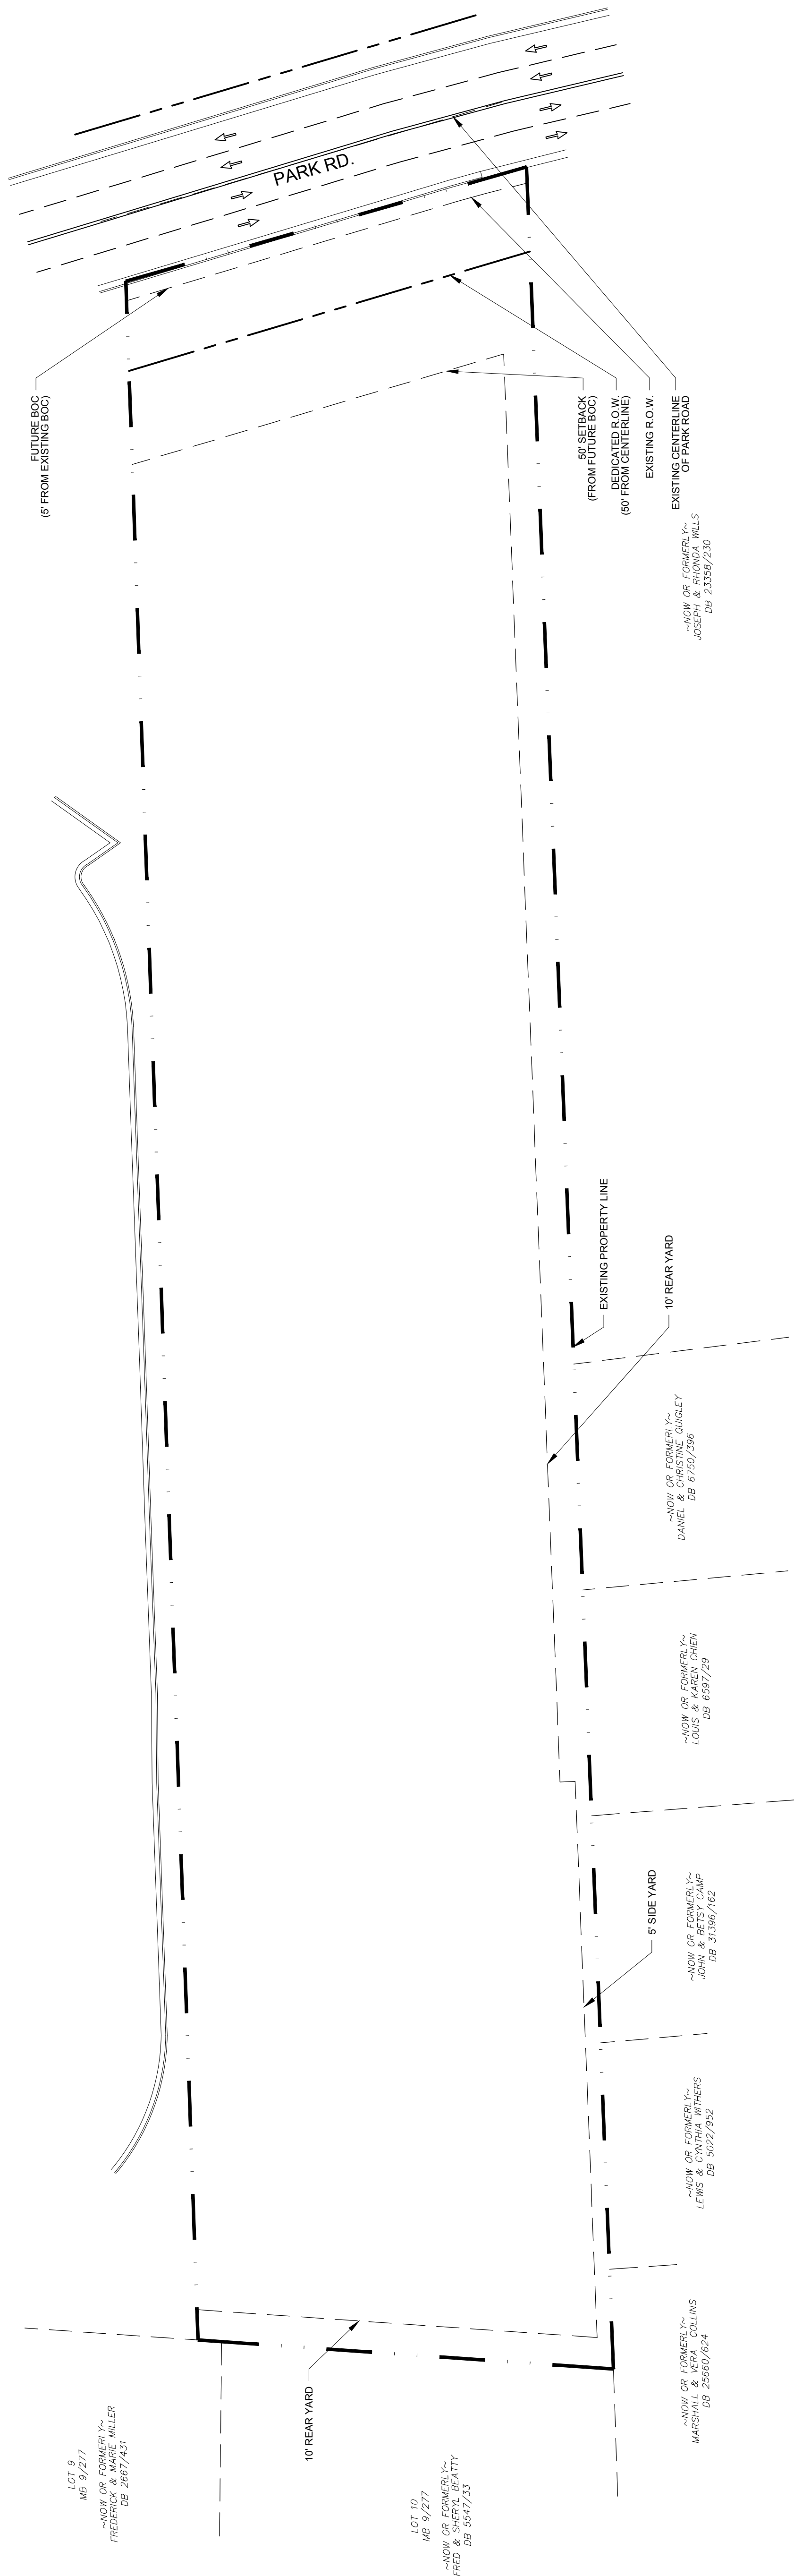 PARK RD.
FUTURE BOC
(5' FROM EXISTING BOC)
50' SETBACK
(FROM FUTURE BOC)
DEDICATED R.O.W.
(50' FROM CENTERLINE)
EXISTING R.O.W.
EXISTING CENTERLINE
OF PARK ROAD
~NOW OR FORMERLY~
JOSEPH & RHONDA WILLS
DB 23358/230
EXISTING PROPERTY LINE
10' REAR YARD
~NOW OR FORMERLY~
DANIEL & CHRISTINE QUIGLEY
DB 6750/396
~NOW OR FORMERLY~
LOUIS & KAREN CHIEN
DB 6597/29
5' SIDE YARD
~NOW OR FORMERLY~
JOHN & BETSY CAMP
DB 31396/162
~NOW OR FORMERLY~
LEWIS & CYNTHIA WITHERS
DB 5022/952
~NOW OR FORMERLY~
MARSHALL & VERA COLLINS
DB 25660/624
10' REAR YARD
LOT 9
MB 9/277
~NOW OR FORMERLY~
FREDERICK & MARIE MILLER
DB 2667/431
LOT 10
MB 9/277
~NOW OR FORMERLY~
FRED & SHERYL BEATTY
DB 5547/33